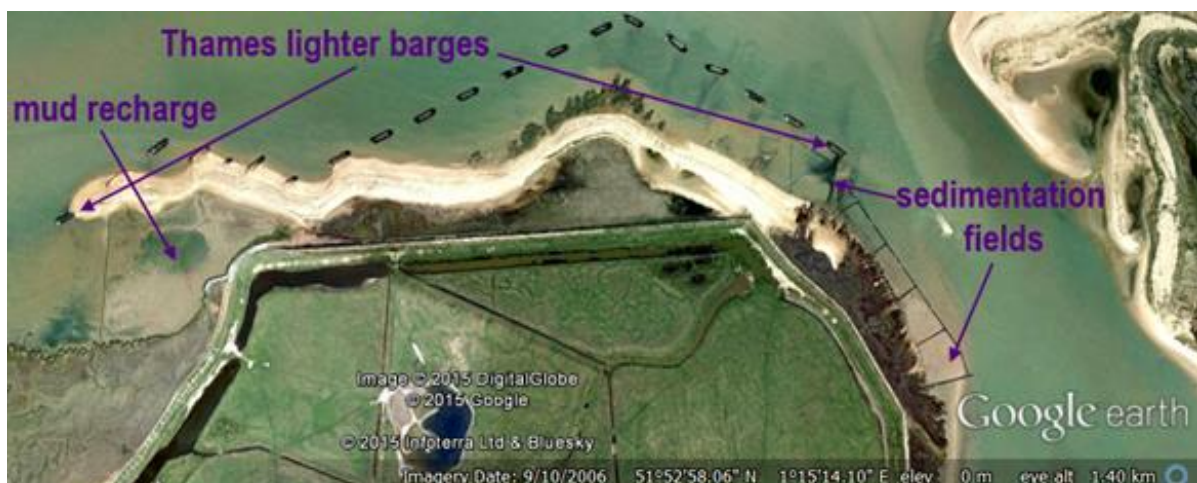 Thames lighter barges
mud recharge
sedimentation
fields
Image © 2015 DigitalGlobe
© 2015 Google
© 2015 Infoterra Ltd & Bluesky
Google earth
Imagery Date: 9/10/2006 51°52'58.06" N 1°15'14.10" E elev 0 m eye alt 1.40 km